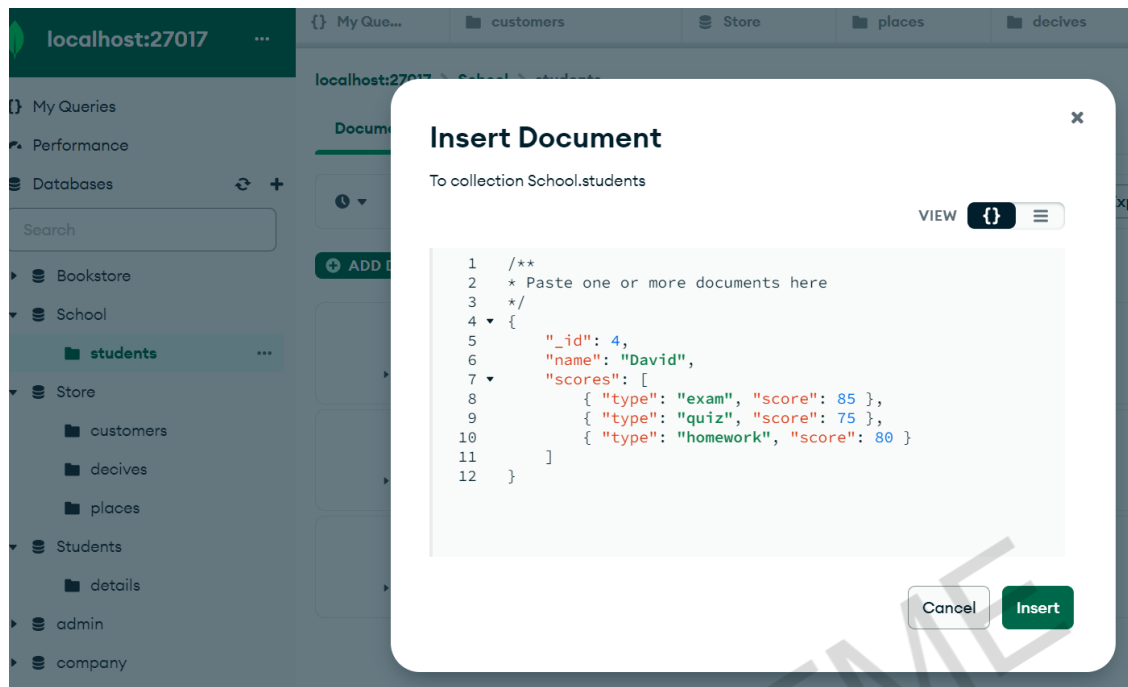 localhost:27017 ...
{} My Que...
customers
Store
places
decives
localhost:27017 > School > students
{} My Queries
Performance
Databases
Search
Bookstore
School
students ...
Store
customers
decives
places
Students
details
admin
company
Docume
ADD D
Insert Document
To collection School.students
VIEW {}
1 /**
2 * Paste one or more documents here
3 */
4 {
5 "_id": 4,
6 "name": "David",
7 "scores": [
8 { "type": "exam", "score": 85 },
9 { "type": "quiz", "score": 75 },
10 { "type": "homework", "score": 80 }
11 ]
12 }
Cancel
Insert